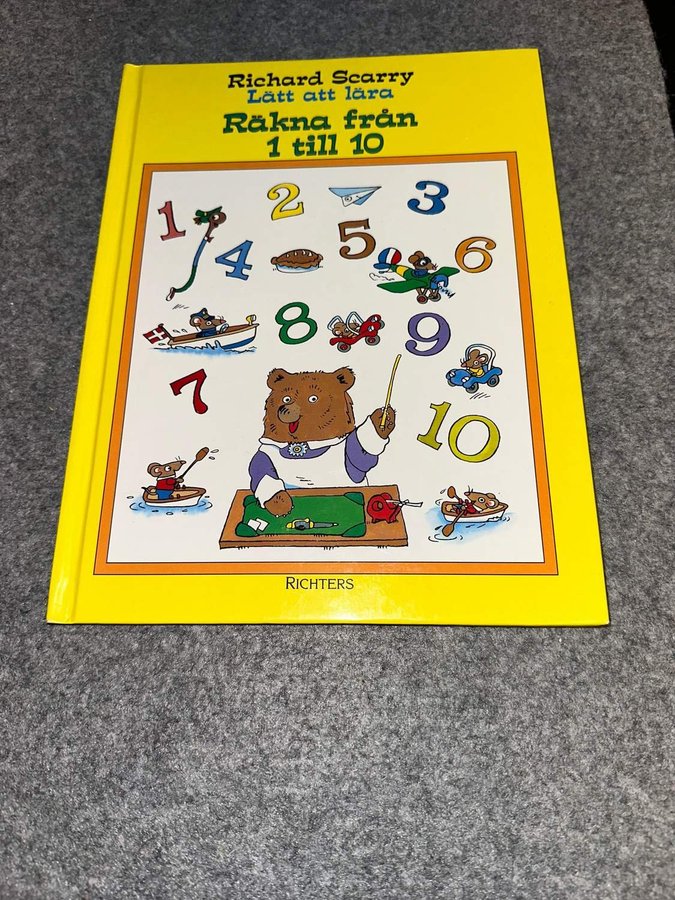 Richard Scarry
Lätt att lära
Räkna från
1 till 10
1 2 3
4 5 6
8 9
7
10
RICHTERS